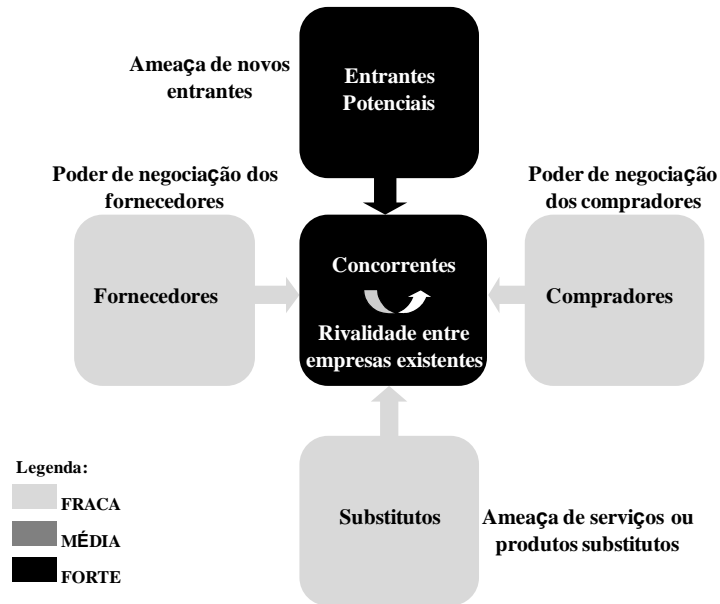 Ameaça de novos
entrantes
Entrantes
Potenciais
Poder de negociação dos
fornecedores
Poder de negociação
dos compradores
Fornecedores
Concorrentes
Rivalidade entre
empresas existentes
Compradores
Substitutos
Ameaça de serviços ou
produtos substitutos
Legenda:
FRACA
MÉDIA
FORTE